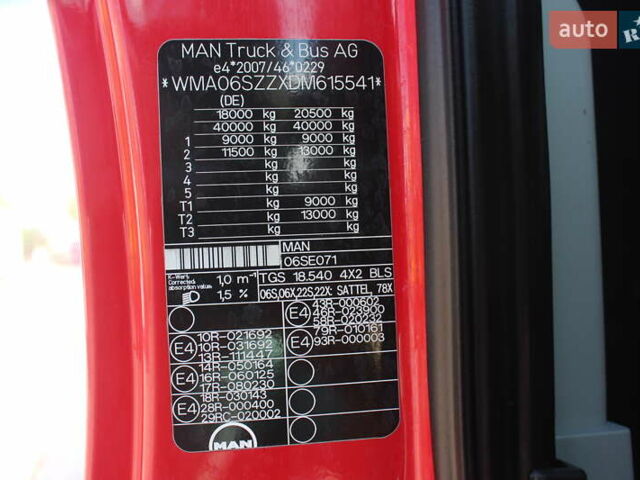 MAN Truck & Bus AG
e4*2007/46*0229
*WMA06SZZXDM615541*
(DE)
18000 kg 20500 kg
40000 kg 40000 kg
1 9000 kg 9000 kg
2 11500 kg 13000 kg
3 kg kg
4 kg kg
5 kg kg
T1 kg 9000 kg
T2 kg 13000 kg
T3 kg kg
MAN
06SE071
K-Wert
Corrected
absorption value
1,0 m⁻¹
TGS 18.540 4X2 BLS
1,5 %
06S,06X,22S,22X: SATTEL, 78X
E4
10R-021692
10R-031692
13R-111447
E4
14R-050164
16R-060125
17R-080230
E4
18R-030143
28R-000400
29RC-020002
E4
43R-000602
46R-023900
58R-020232
E4
79R-010161
93R-000003
MAN
auto